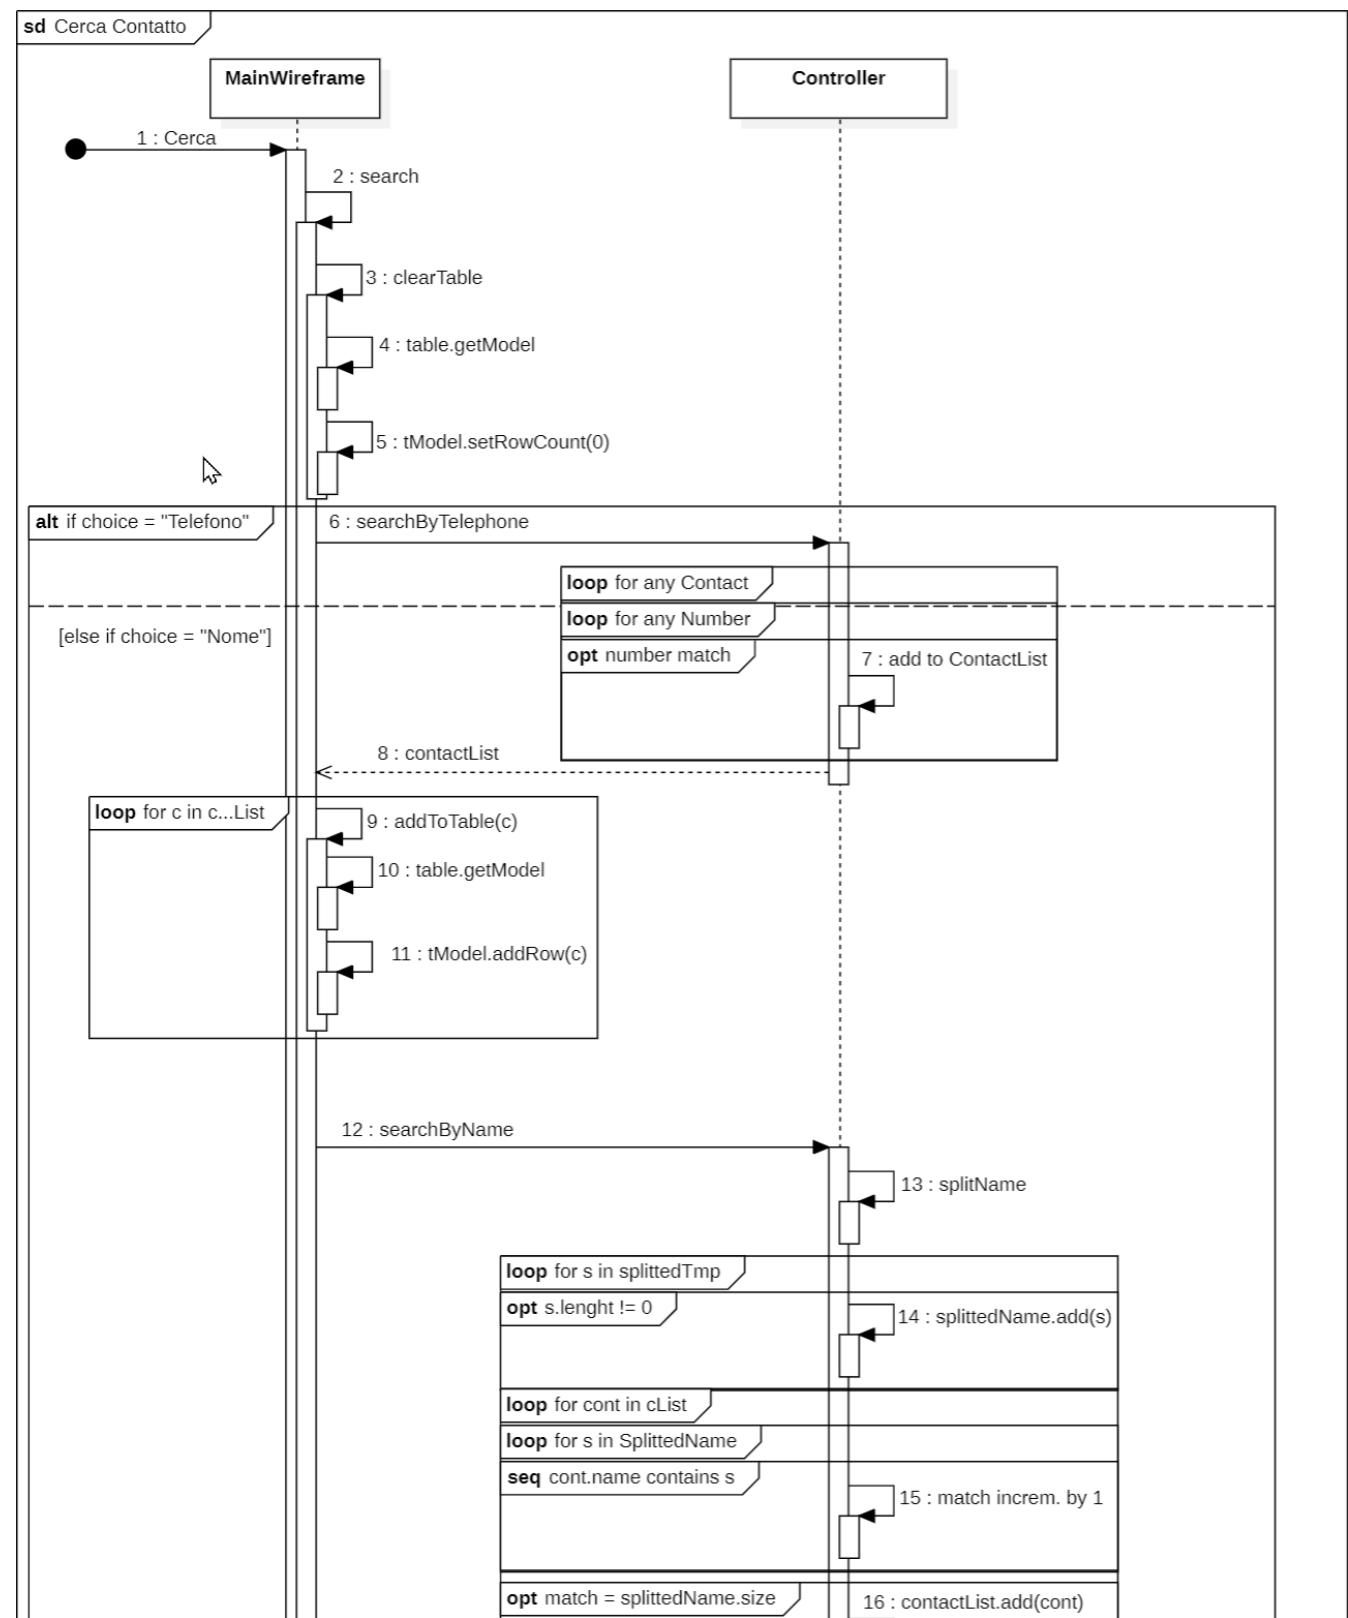 sd Cerca Contatto
MainWireframe
Controller
1 : Cerca
2 : search
3 : clearTable
4 : table.getModel
5 : tModel.setRowCount(0)
alt if choice = "Telefono"
6 : searchByTelephone
loop for any Contact
loop for any Number
[else if choice = "Nome"]
opt number match
7 : add to ContactList
8 : contactList
loop for c in c...List
9 : addToTable(c)
10 : table.getModel
11 : tModel.addRow(c)
12 : searchByName
13 : splitName
loop for s in splittedTmp
opt s.lenght != 0
14 : splittedName.add(s)
loop for cont in cList
loop for s in SplittedName
seq cont.name contains s
15 : match increm. by 1
opt match = splittedName.size
16 : contactList.add(cont)